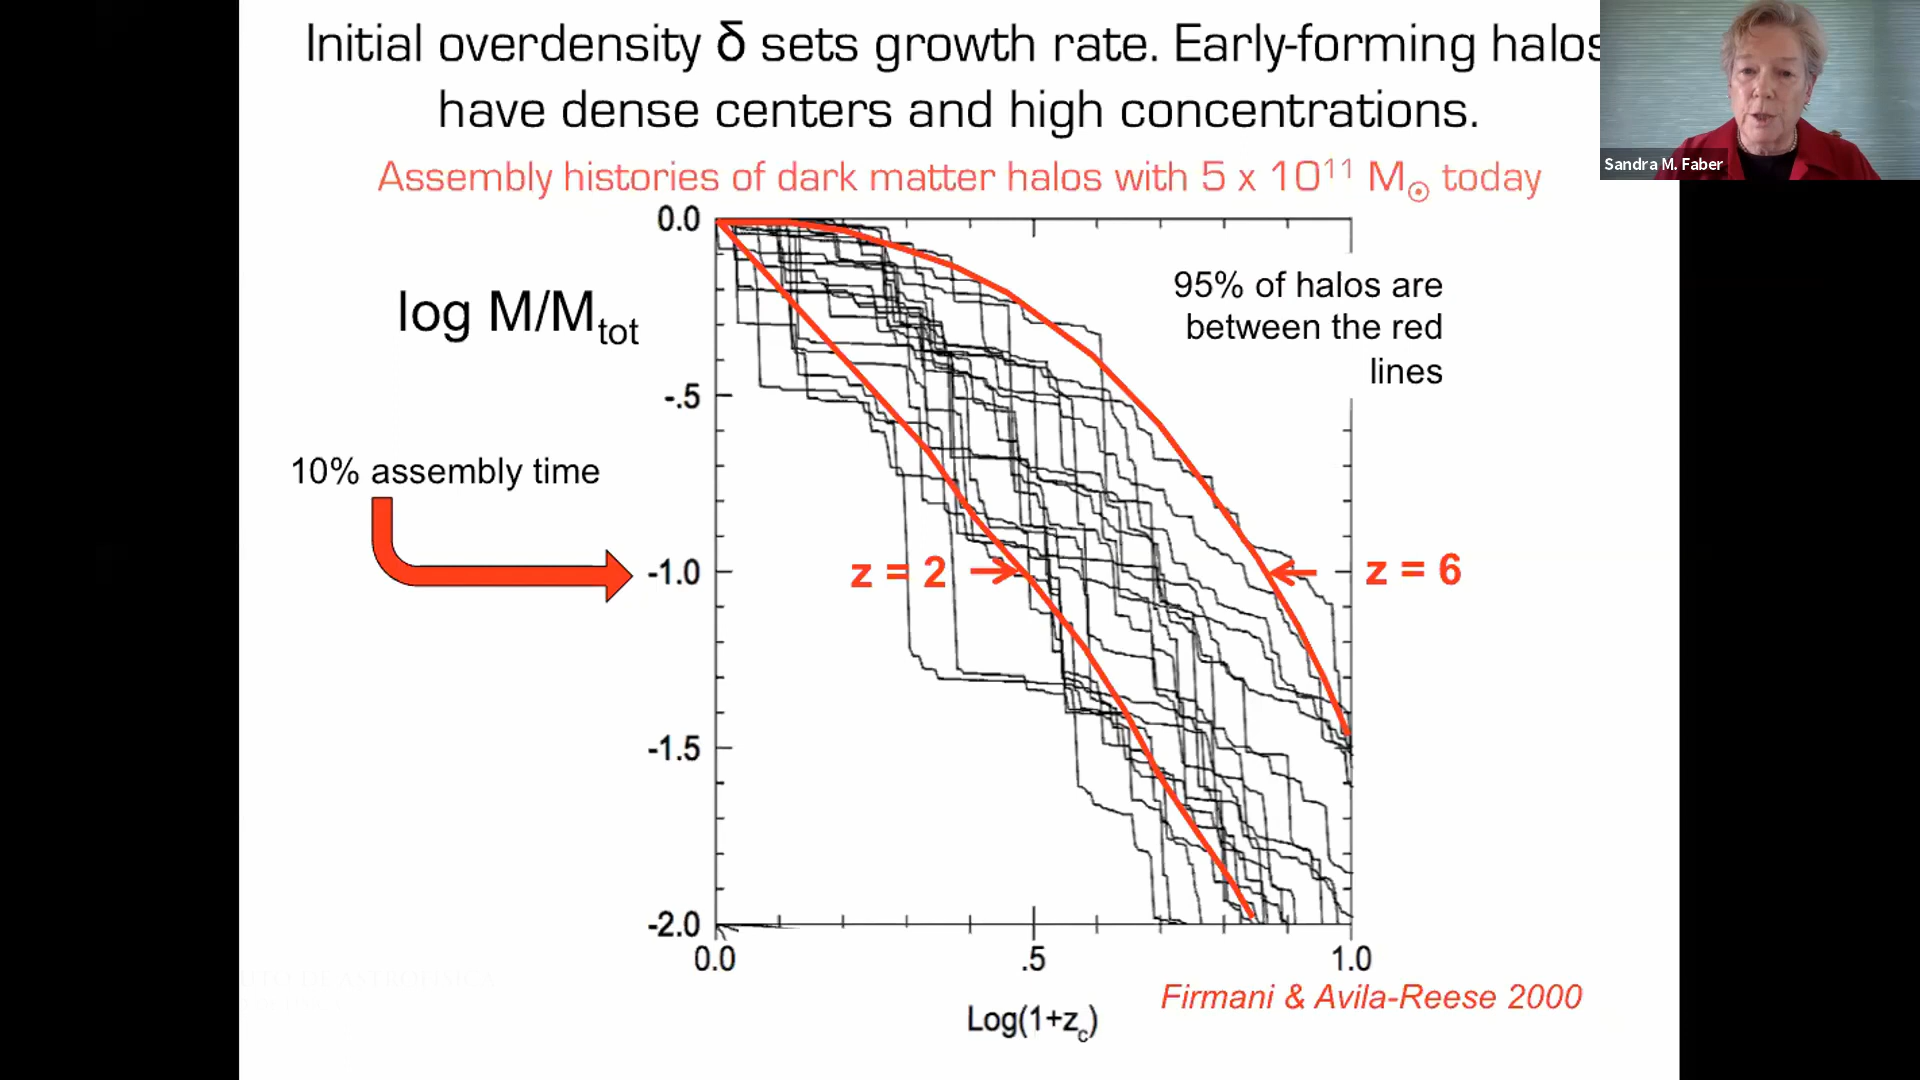 Initial overdensity δ sets growth rate. Early-forming halos
have dense centers and high concentrations.
Sandra M. Faber
Assembly histories of dark matter halos with 5 x 10¹¹ M☉ today
0.0
95% of halos are
between the red
lines
log M/Mtot
-.5
10% assembly time
-1.0
z = 2
z = 6
-1.5
-2.0
0.0
.5
1.0
Firmani & Avila-Reese 2000
Log(1+zc)